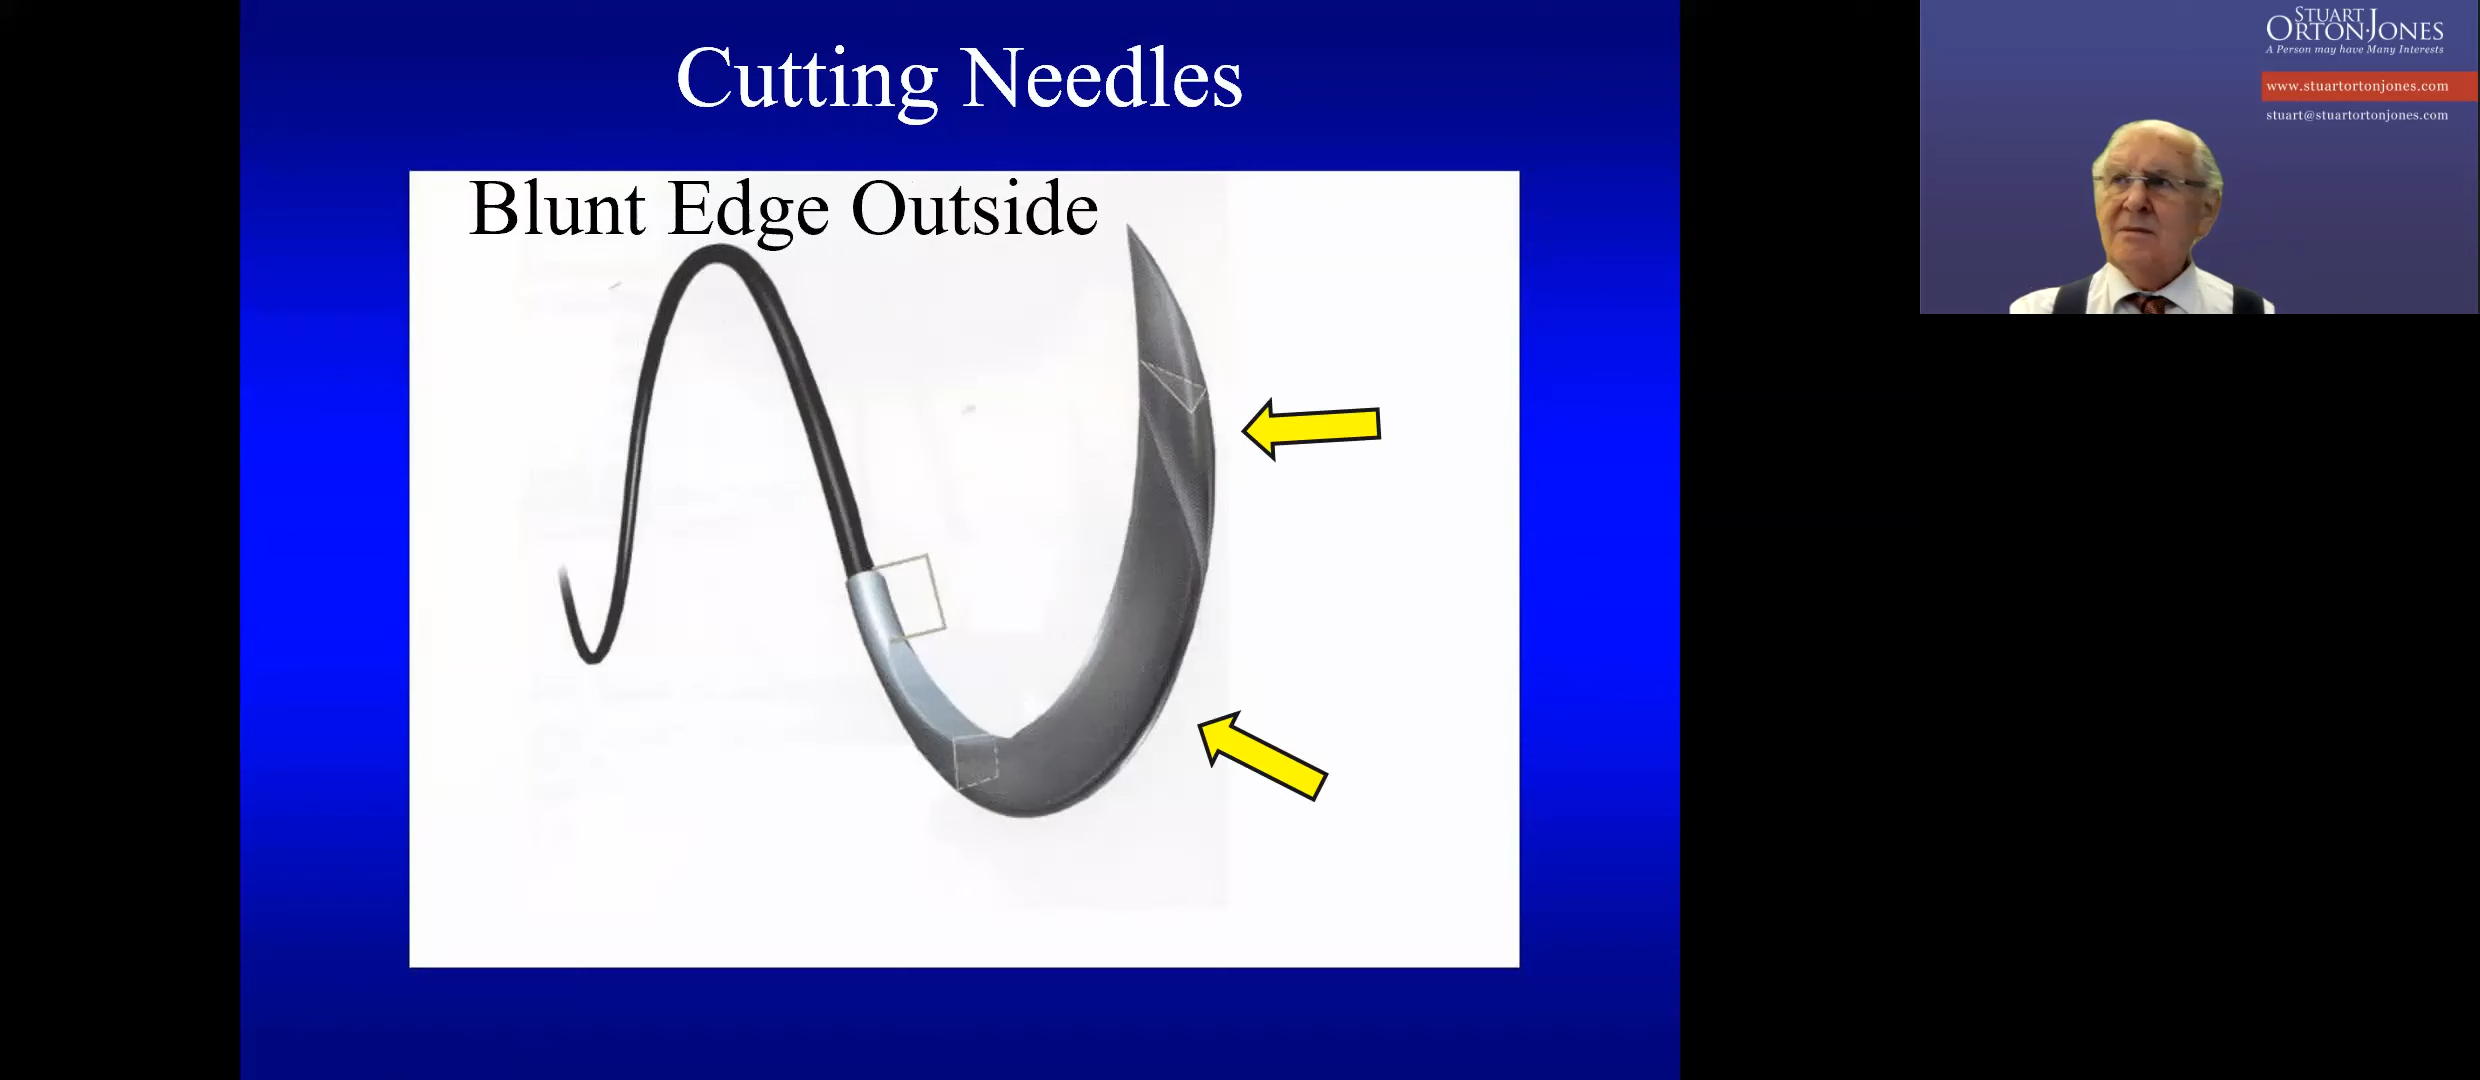 Cutting Needles
Blunt Edge Outside
STUART
ORTON-JONES
A Person may have Many Interests
www.stuartortonjones.com
stuart@stuartortonjones.com